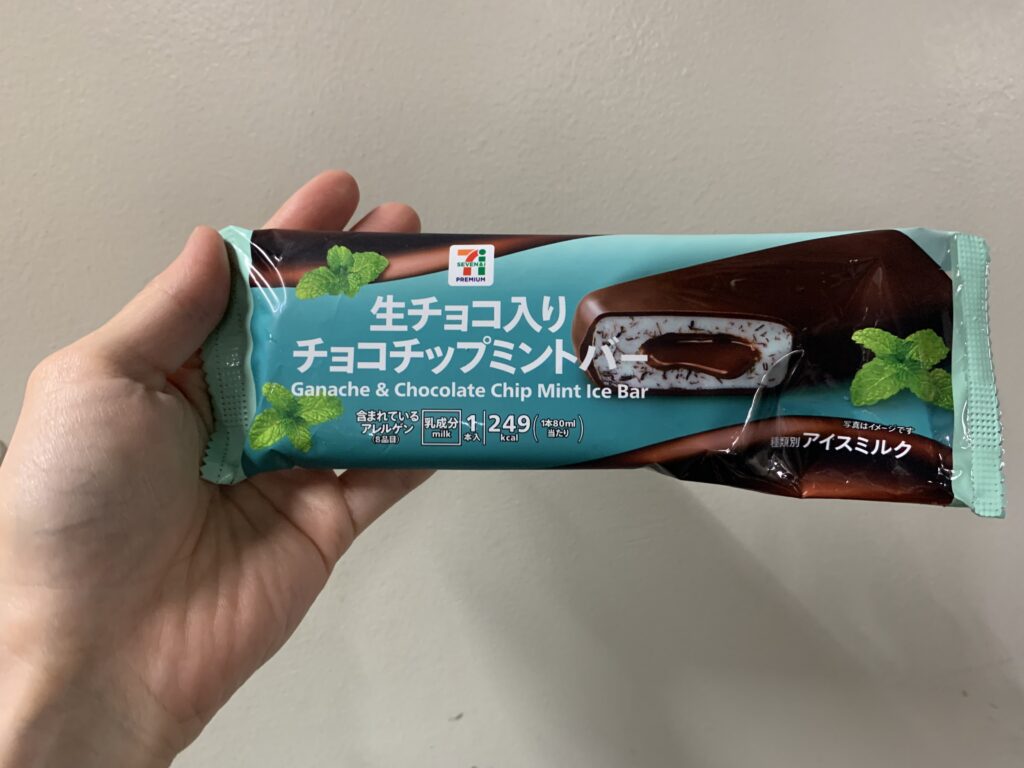 7i
SEVEN&i
PREMIUM
生チョコ入り
チョコチップミントバー
Ganache & Chocolate Chip Mint Ice Bar
含まれている
アレルゲン
(8品目)
乳成分
milk
1
本入
249
kcal
(1本80ml
当たり)
写真はイメージです。
種類別 アイスミルク